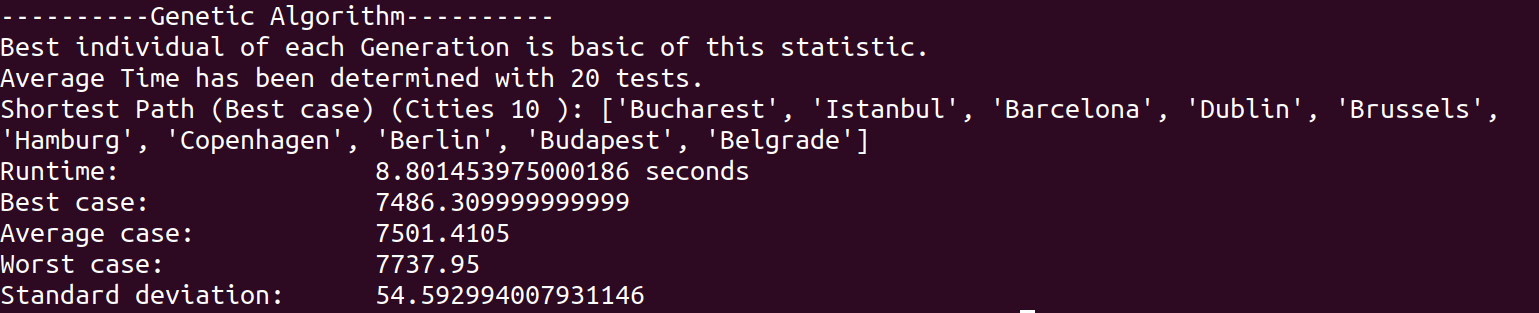 ----------Genetic Algorithm----------
Best individual of each Generation is basic of this statistic.
Average Time has been determined with 20 tests.
Shortest Path (Best case) (Cities 10 ): ['Bucharest', 'Istanbul', 'Barcelona', 'Dublin', 'Brussels',
'Hamburg', 'Copenhagen', 'Berlin', 'Budapest', 'Belgrade']
Runtime:                 8.801453975000186 seconds
Best case:               7486.309999999999
Average case:            7501.4105
Worst case:              7737.95
Standard deviation:      54.592994007931146